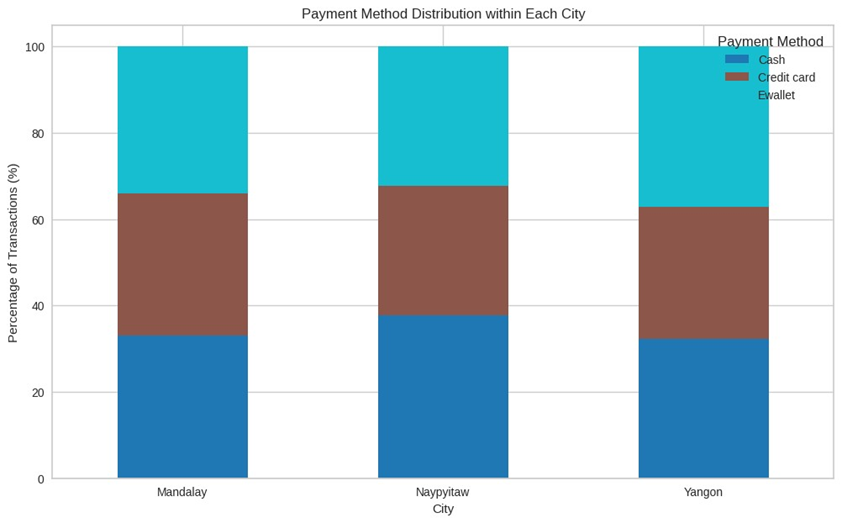 Payment Method Distribution within Each City
Payment Method
Cash
Credit card
Ewallet
Percentage of Transactions (%)
100
80
60
40
20
0
Mandalay
Naypyitaw
Yangon
City